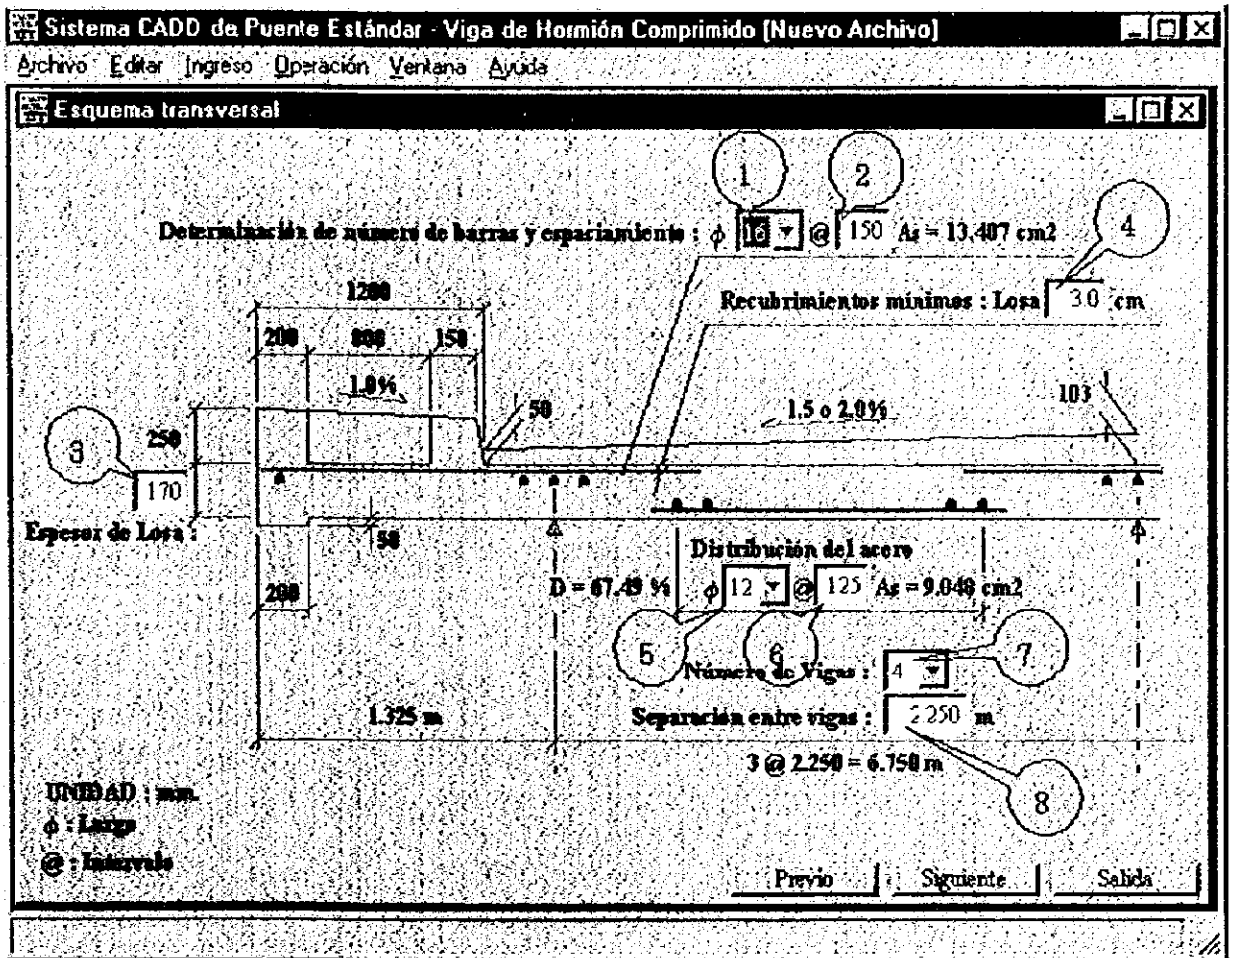 Sistema CADD de Puente Estándar - Viga de Hormión Comprimido [Nuevo Archivo]
Archivo Editar Ingreso Operación Ventana Ayuda
Esquema transversal
1 2
Determinación de número de barras y espaciamiento : ϕ 16 @ 150 As = 13.407 cm2
4
1200
Recubrimientos mínimos : Losa 3.0 cm
200 800 150
1.0%
50
1.5 o 2.0%
103
3
250
170
Espesor de Losa :
50
Distribución del acero
200
D = 67.49 % ϕ 12 @ 125 As = 9.048 cm2
5 6 7
Número de Vigas : 4
1.325 m
Separación entre vigas : 2.250 m
3 @ 2.250 = 6.750 m
8
UNIDAD : mm.
ϕ : Largo
@ : Intervalo
Previo Siguiente Salida